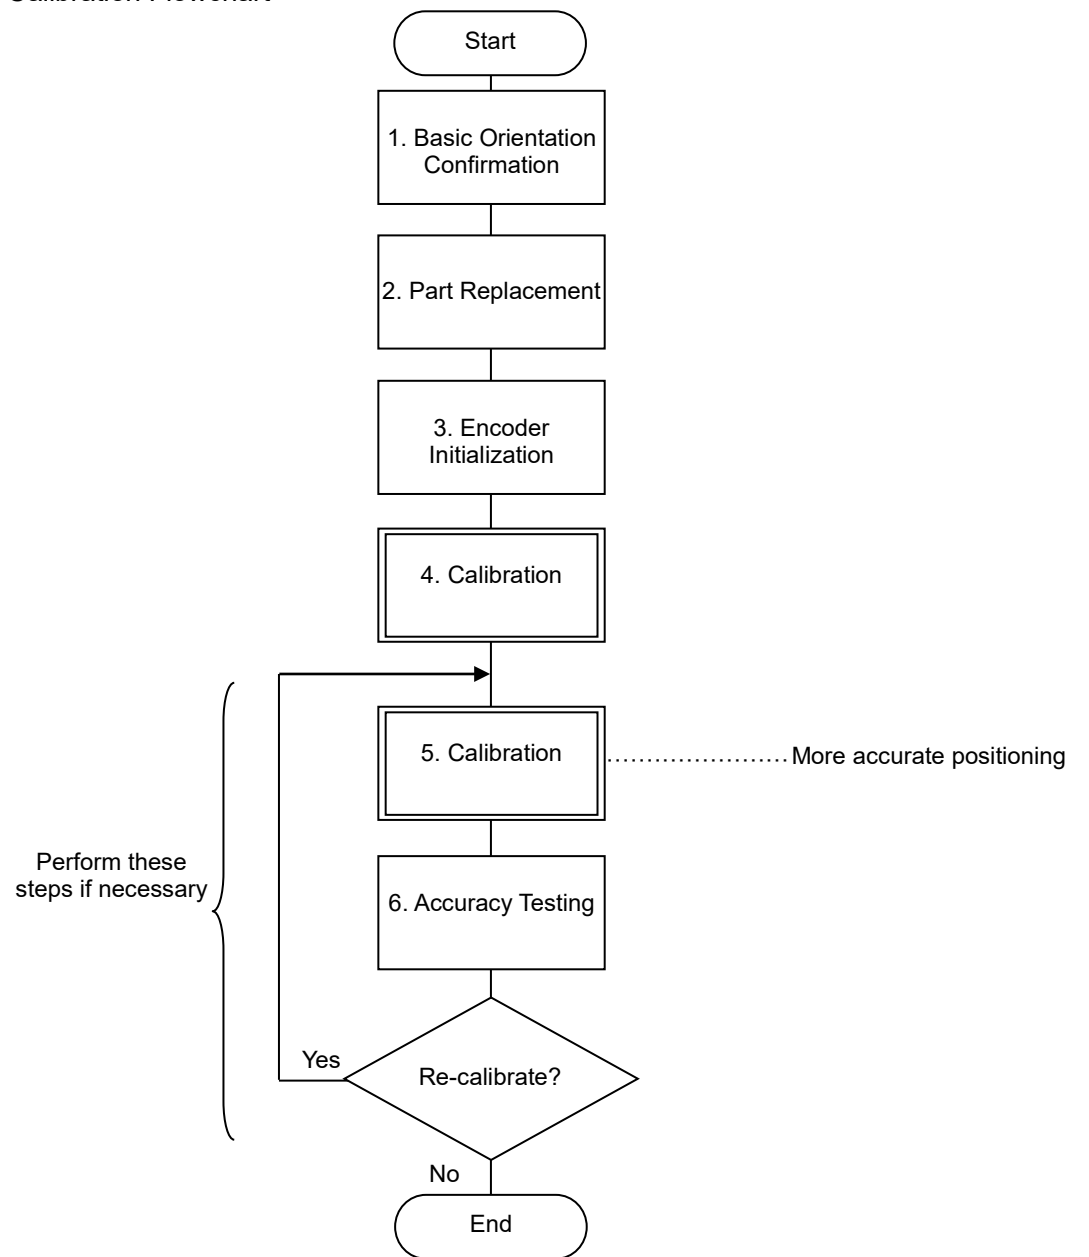 Start
1. Basic Orientation
Confirmation
2. Part Replacement
3. Encoder
Initialization
4. Calibration
5. Calibration
More accurate positioning
Perform these
steps if necessary
6. Accuracy Testing
Yes
Re-calibrate?
No
End